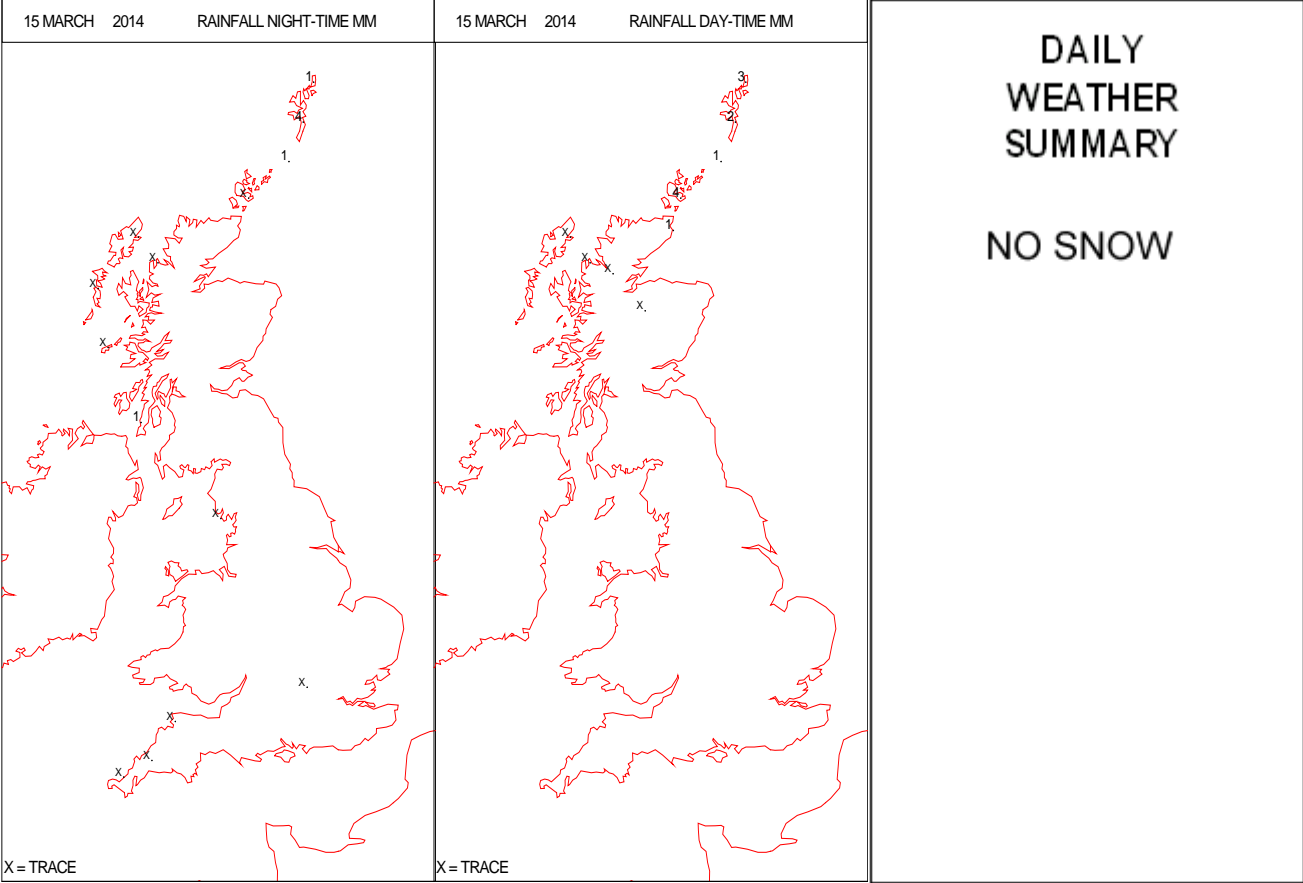 15 MARCH 2014 RAINFALL NIGHT-TIME MM
1
4
1
X
X
X
X
X
1
X
X
X
X
X
X = TRACE
15 MARCH 2014 RAINFALL DAY-TIME MM
3
2
1
4
1
X
X
X
X
X = TRACE
DAILY
WEATHER
SUMMARY
NO SNOW